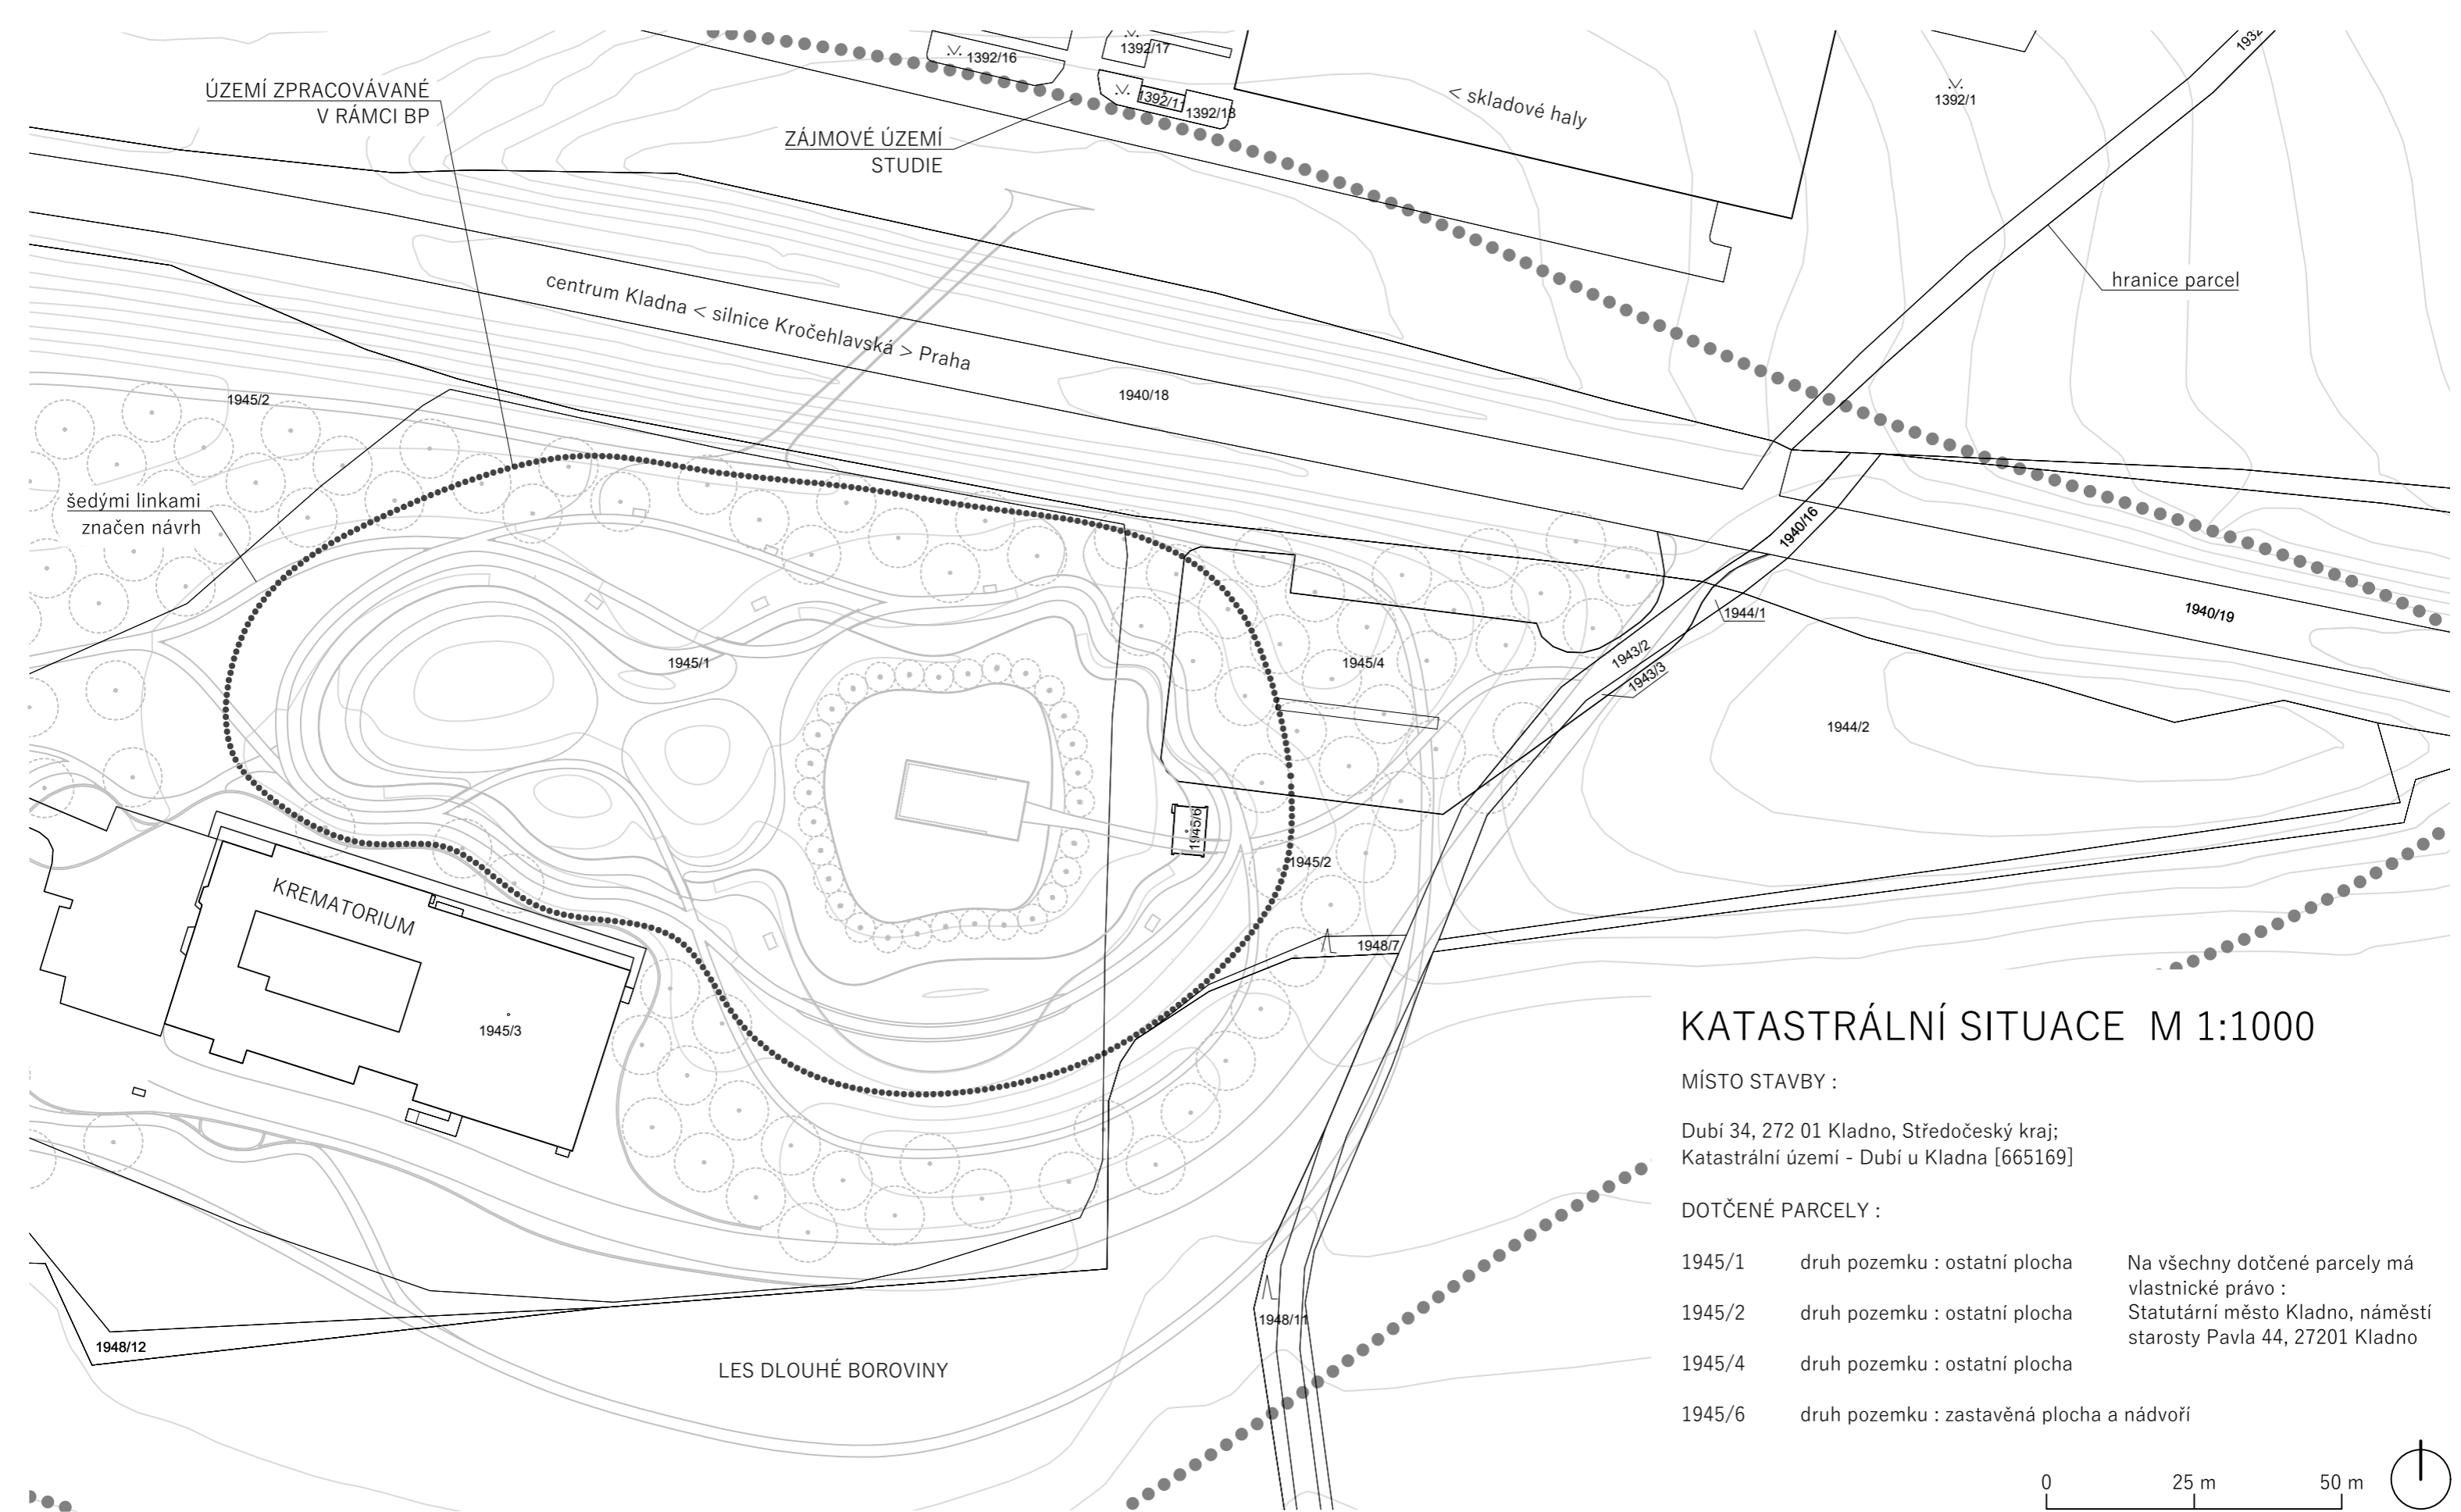 1392/16
1392/17
1392/13
1392/1
< skladové haly
ÚZEMÍ ZPRACOVÁVANÉ
V RÁMCI BP
ZÁJMOVÉ ÚZEMÍ
STUDIE
hranice parcel
centrum Kladna < silnice Kročehlavská > Praha
1940/18
1945/2
šedými linkami
značen návrh
1940/16
1944/1
1940/19
1945/1
1945/4
1943/2
1943/3
1944/2
1945/6
1945/2
KREMATORIUM
1948/7
1945/3
1948/11
1948/12
LES DLOUHÉ BOROVINY
KATASTRÁLNÍ SITUACE M 1:1000
MÍSTO STAVBY :
Dubí 34, 272 01 Kladno, Středočeský kraj;
Katastrální území - Dubí u Kladna [665169]
DOTČENÉ PARCELY :
1945/1 druh pozemku : ostatní plocha
1945/2 druh pozemku : ostatní plocha
1945/4 druh pozemku : ostatní plocha
1945/6 druh pozemku : zastavěná plocha a nádvoří
Na všechny dotčené parcely má
vlastnické právo :
Statutární město Kladno, náměstí
starosty Pavla 44, 27201 Kladno
0 25 m 50 m